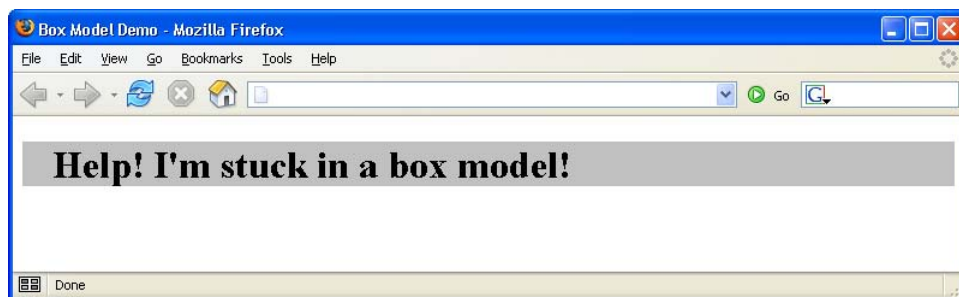 Box Model Demo - Mozilla Firefox
File Edit View Go Bookmarks Tools Help
Go G
Help! I'm stuck in a box model!
Done